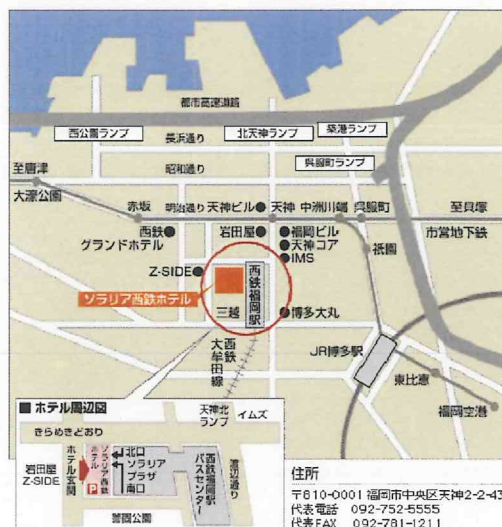 都市高速道路
西公園ランプ
長浜通り
北天神ランプ
築港ランプ
呉服町ランプ
至唐津
昭和通り
大濠公園
赤坂
明治通り
天神ビル
天神
中洲川端
呉服町
至貝塚
西鉄
グランドホテル
岩田屋
福岡ビル
天神コア
IMS
市営地下鉄
祇園
Z-SIDE
ソラリア西鉄ホテル
三越
西鉄福岡駅
博多大丸
西鉄
大牟田線
JR博多駅
東比恵
福岡空港
■ ホテル周辺図
天神北
ランプ
イムズ
きらめきどおり
岩田屋
Z-SIDE
ホテル玄関
ソラリア西鉄
ホテル
P
北口
ソラリア
プラザ
南口
西鉄福岡駅
バスセンター
渡辺通り
警固公園
住所
〒810-0001 福岡市中央区天神2-2-43
代表電話 092-752-5555
代表FAX 092-781-1211